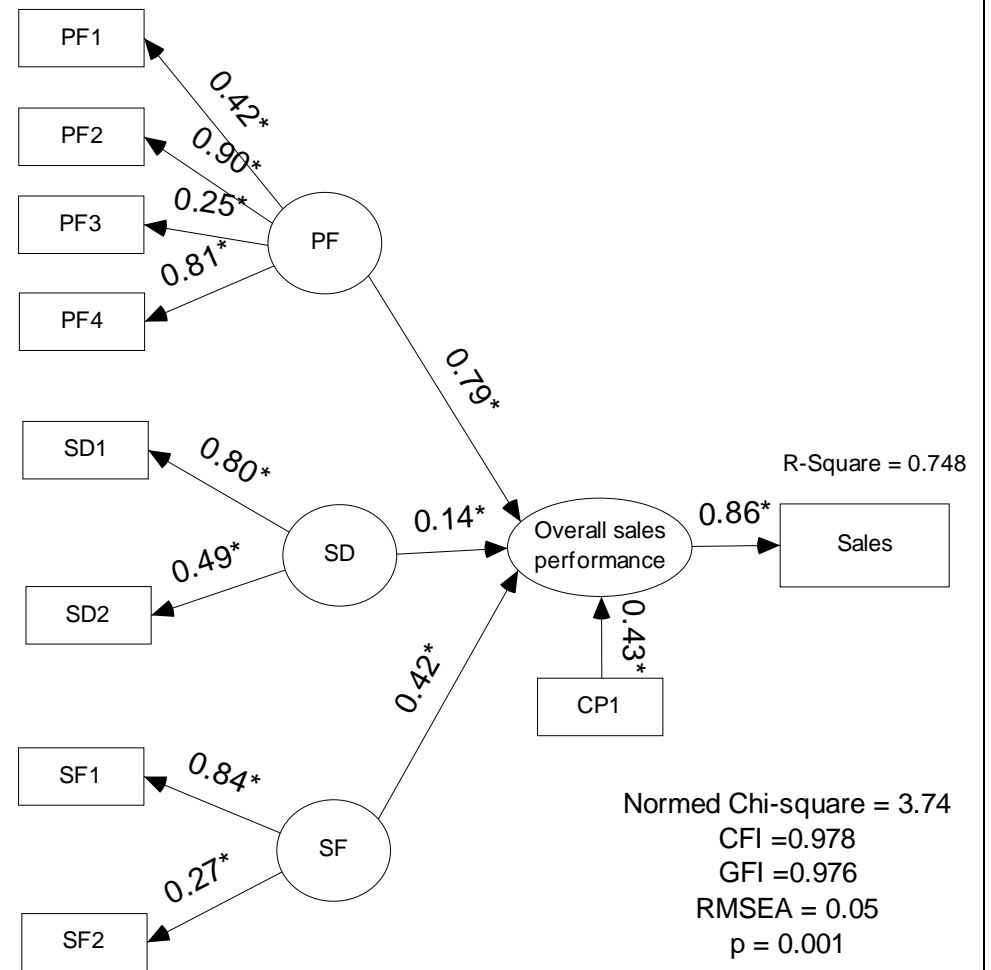 PF1
0.42*
PF2
0.90*
PF3
0.25*
PF
0.81*
PF4
0.79*
SD1
0.80*
R-Square = 0.748
0.14*
0.86*
Overall sales
performance
Sales
SD
0.49*
SD2
0.43*
0.42*
CP1
SF1
0.84*
Normed Chi-square = 3.74
CFI =0.978
SF
GFI =0.976
0.27*
RMSEA = 0.05
SF2
p = 0.001